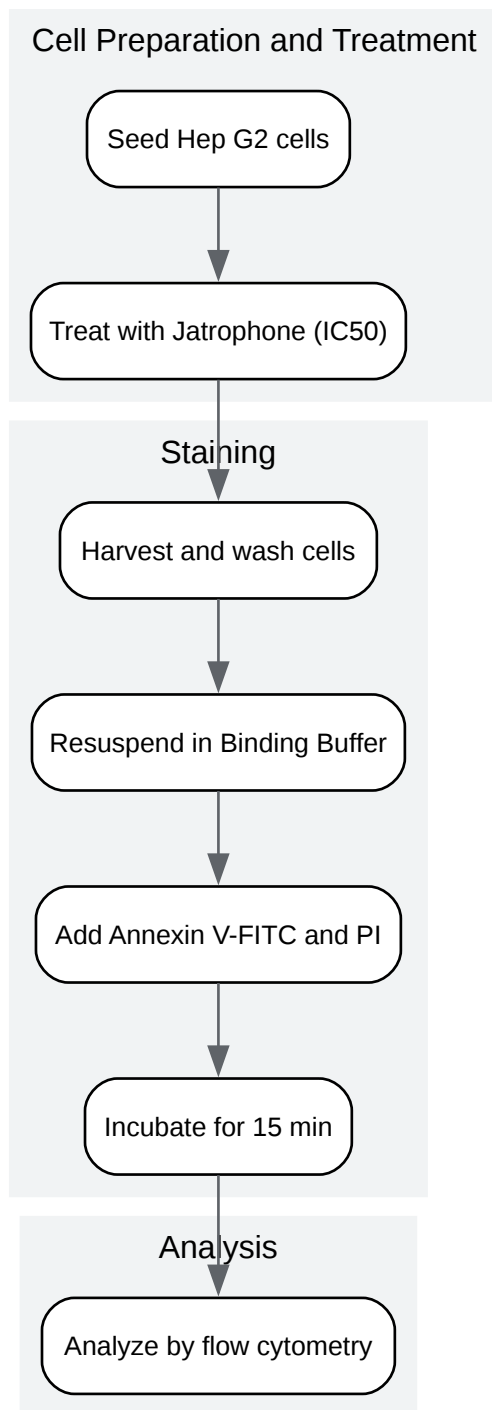 Cell Preparation and Treatment
Seed Hep G2 cells
Treat with Jatrophone (IC50)
Staining
Harvest and wash cells
Resuspend in Binding Buffer
Add Annexin V-FITC and PI
Incubate for 15 min
Analysis
Analyze by flow cytometry